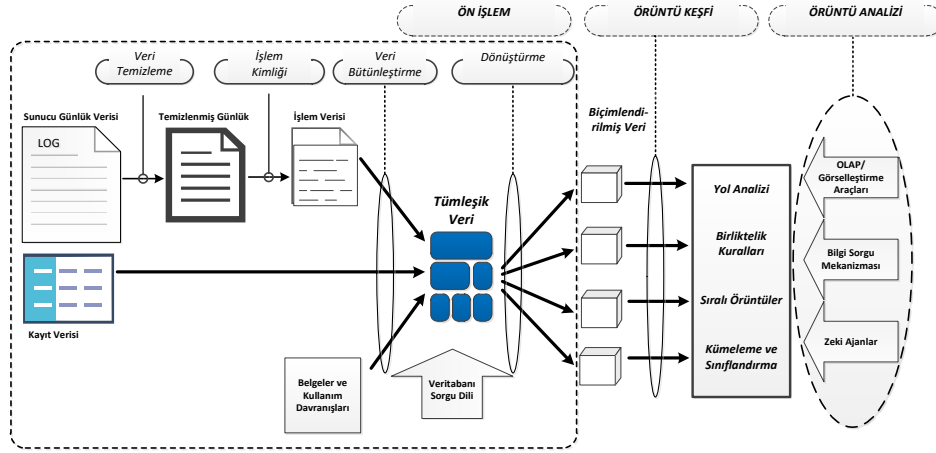 ÖN İŞLEM
ÖRÜNTÜ KEŞFİ
ÖRÜNTÜ ANALİZİ
Veri
Temizleme
İşlem
Kimliği
Veri
Bütünleştirme
Dönüştürme
Sunucu Günlük Verisi
Temizlenmiş Günlük
İşlem Verisi
LOG
Biçimlendi-
rilmiş Veri
Tümleşik
Veri
Kayıt Verisi
Belgeler ve
Kullanım
Davranışları
Veritabanı
Sorgu Dili
Yol Analizi
Birliktelik
Kuralları
Sıralı Örüntüler
Kümeleme ve
Sınıflandırma
OLAP/
Görselleştirme
Araçları
Bilgi Sorgu
Mekanizması
Zeki Ajanlar